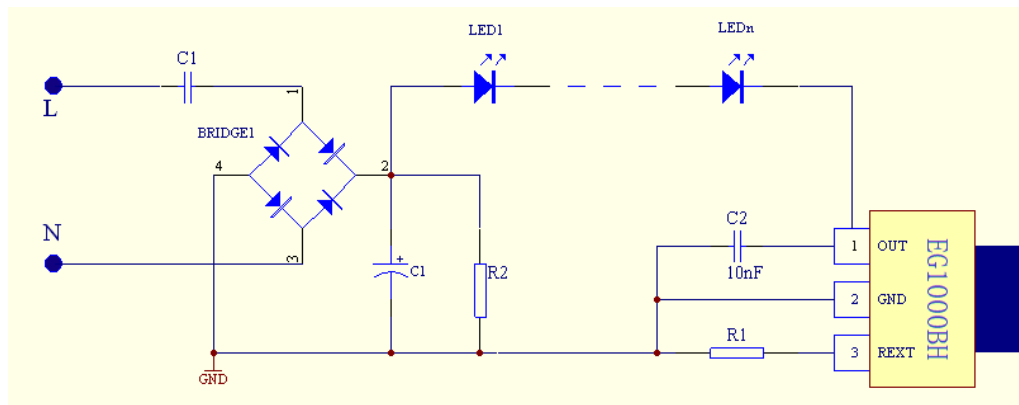 LED1
LEDn
C1
L
1
BRIDGE1
4
2
N
3
+
C1
R2
C2
10nF
1
OUT
2
GND
R1
3
REXT
EG1000BH
GND